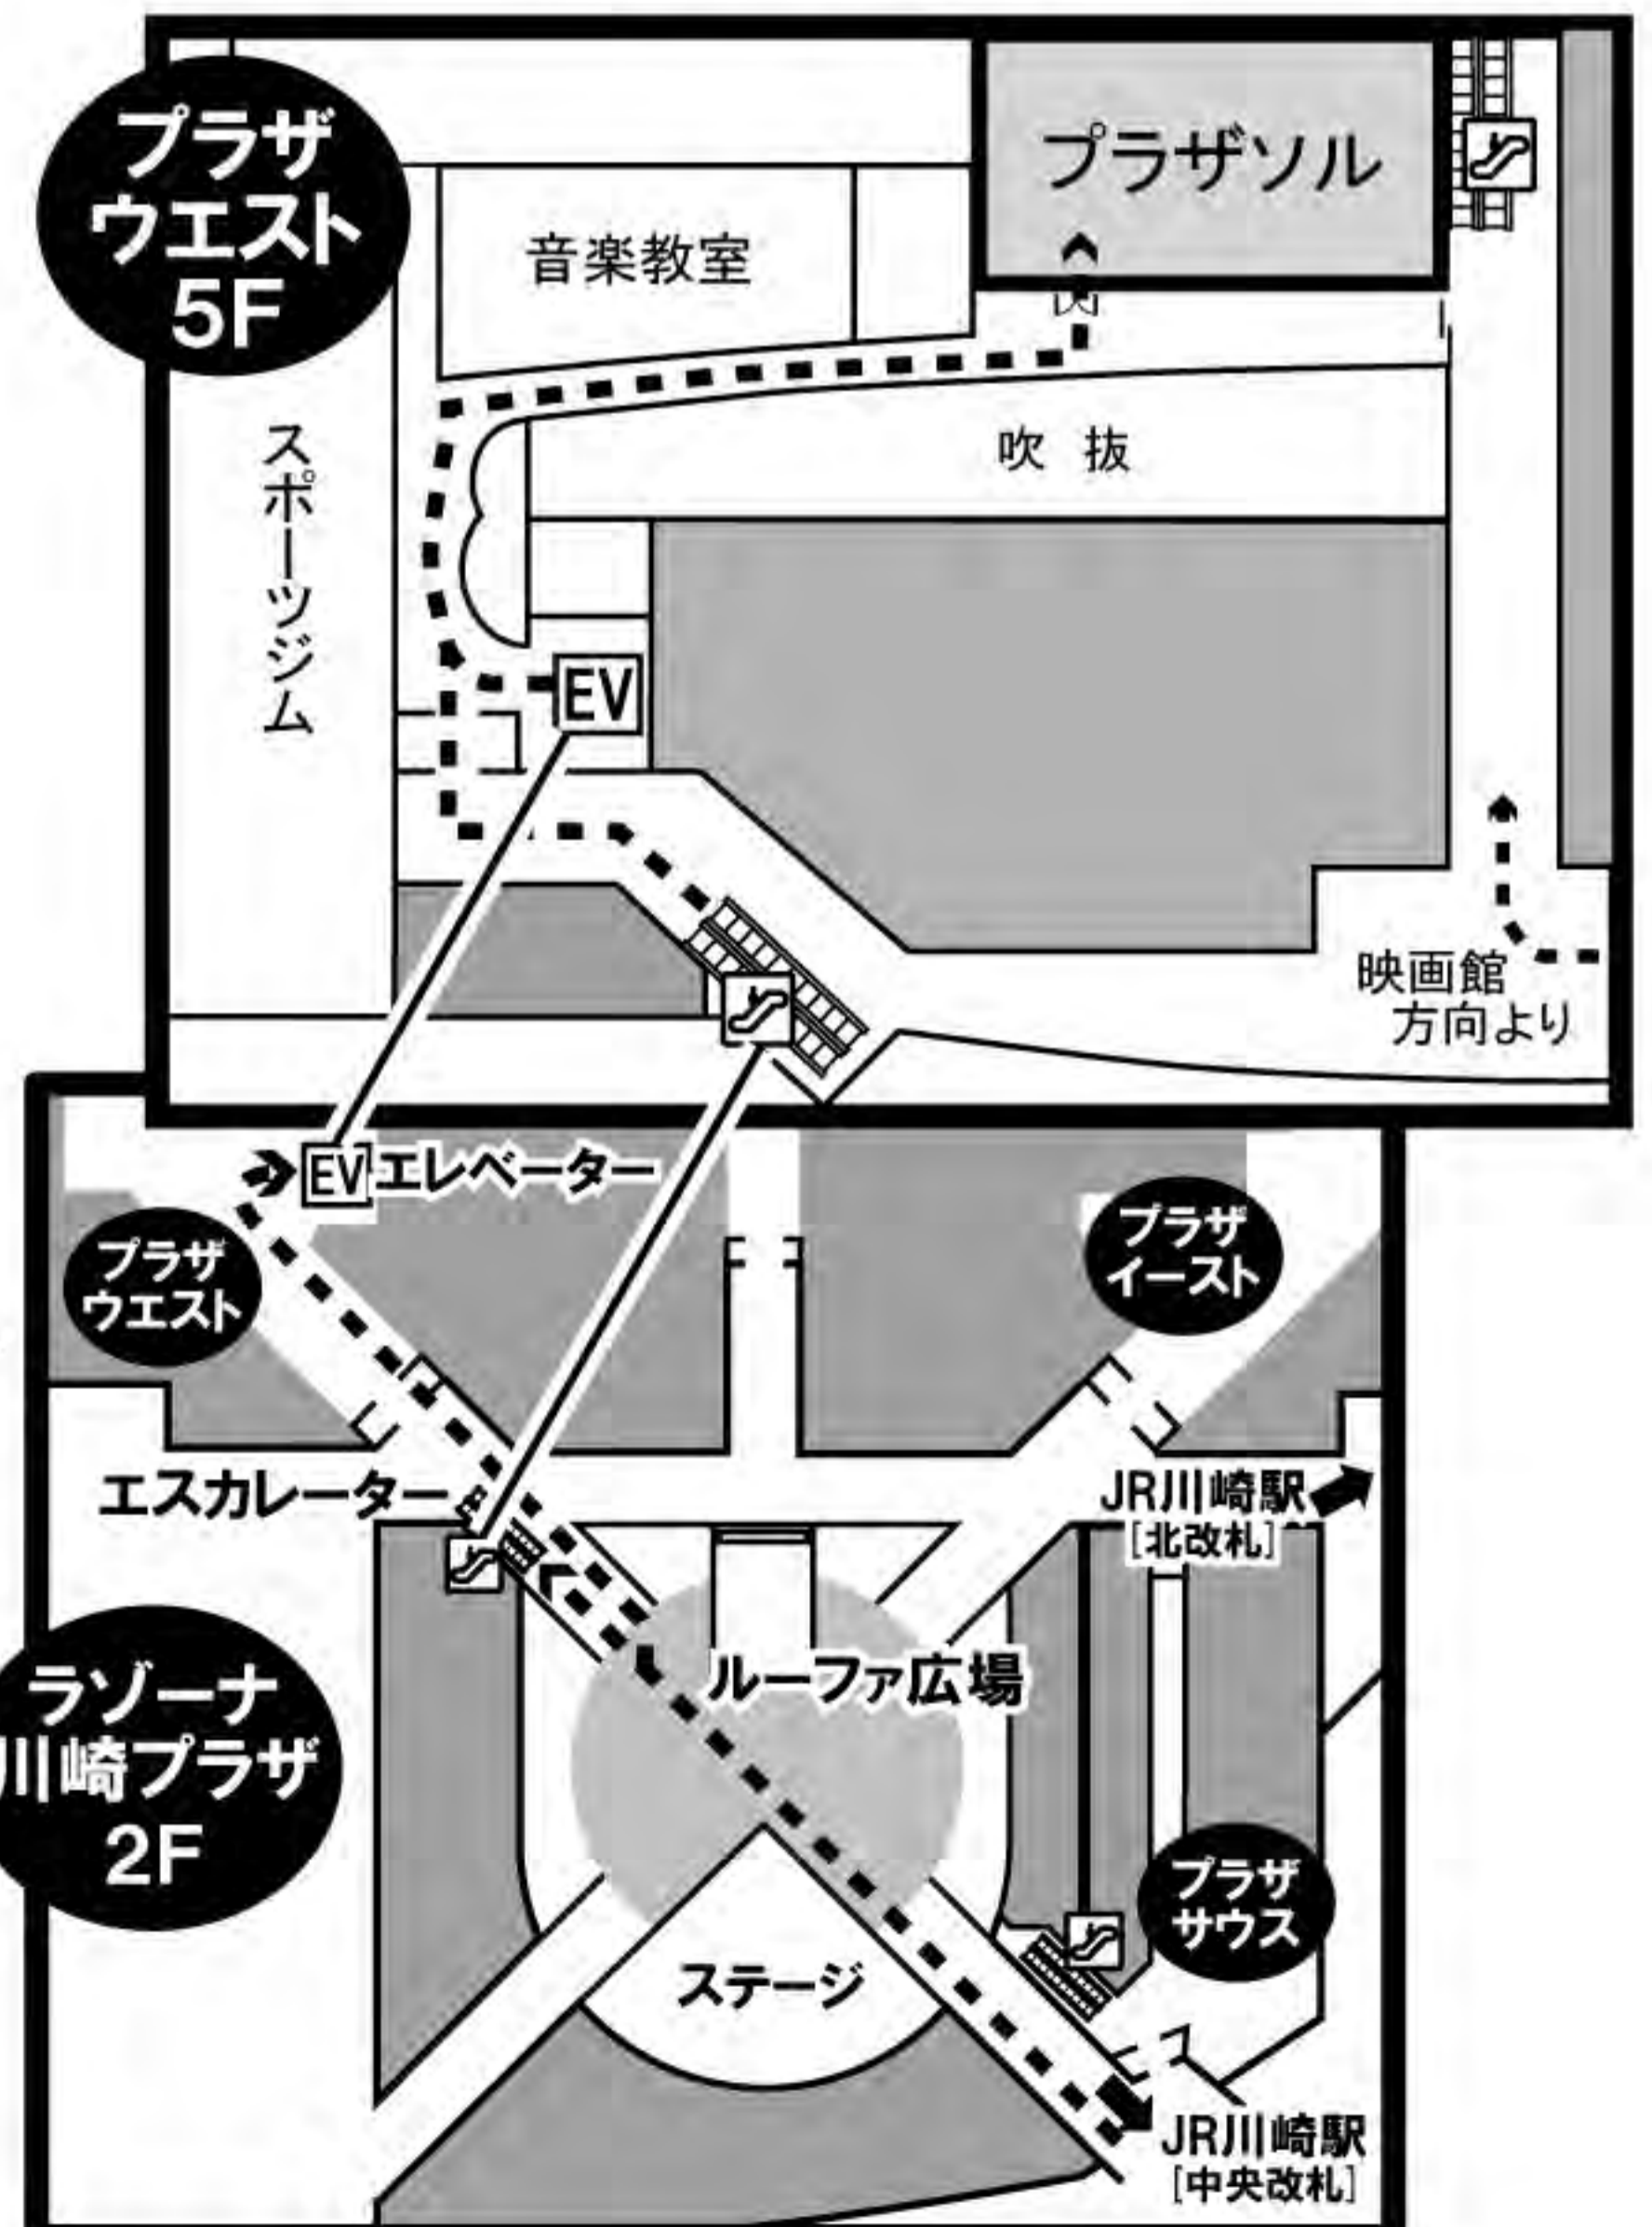 プラザ
ウエスト
5F
プラザソル
音楽教室
スポーツジム
吹 抜
EV
映画館
方向より
EV エレベーター
プラザ
ウエスト
プラザ
イースト
エスカレーター
JR川崎駅
[北改札]
ルーファ広場
ラゾーナ
川崎プラザ
2F
プラザ
サウス
ステージ
JR川崎駅
[中央改札]